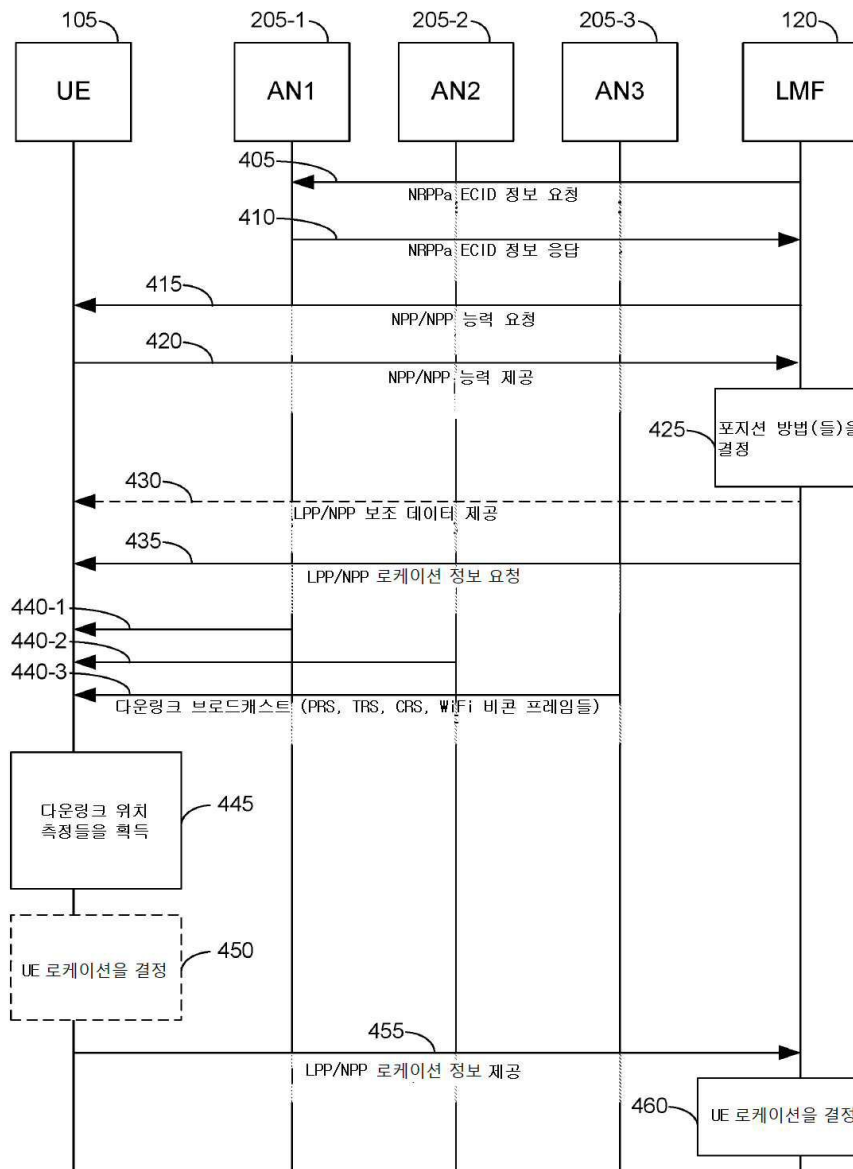 105
205-1
205-2
205-3
120
UE
AN1
AN2
AN3
LMF
405
NRPPa ECID 정보 요청
410
NRPPa ECID 정보 응답
415
NPP/NPP 능력 요청
420
NPP/NPP 능력 제공
425
포지션 방법(들)을
결정
430
LPP/NPP 보조 데이터 제공
435
LPP/NPP 로케이션 정보 요청
440-1
440-2
440-3
다운링크 브로드캐스트 (PRS, TRS, CRS, WiFi 비콘 프레임들)
다운링크 위치
측정들을 획득
445
UE 로케이션을 결정
450
455
LPP/NPP 로케이션 정보 제공
460
UE 로케이션을 결정